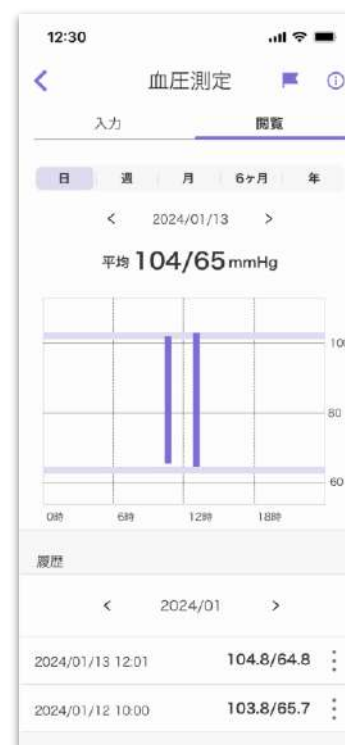 12:30
血圧測定
入力 閲覧
日 週 月 6ヶ月 年
< 2024/01/13 >
平均 104/65 mmHg
80
60
0時 6時 12時 18時
履歴
< 2024/01 >
2024/01/13 12:01 104.8/64.8
2024/01/12 10:00 103.8/65.7